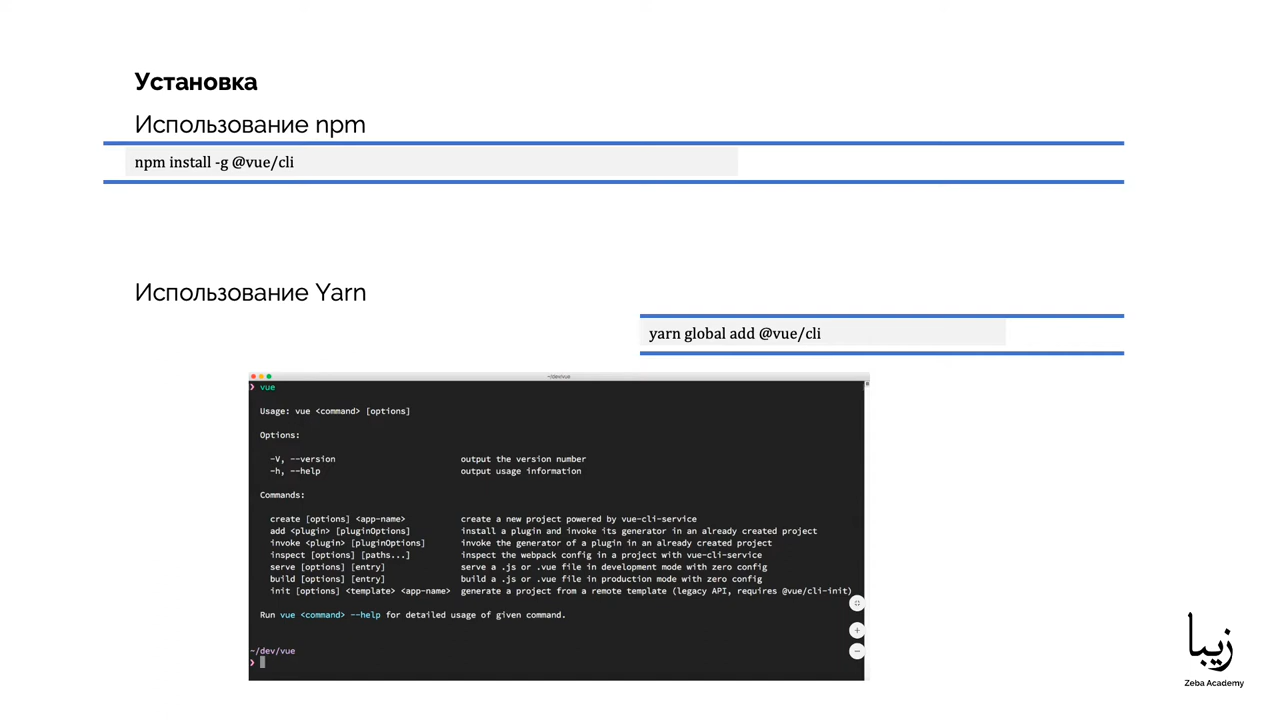 Установка
Использование npm
npm install -g @vue/cli
Использование Yarn
yarn global add @vue/cli
~/dev/vue
❯ vue
Usage: vue <command> [options]
Options:
-V, --version output the version number
-h, --help output usage information
Commands:
create [options] <app-name> create a new project powered by vue-cli-service
add <plugin> [pluginOptions] install a plugin and invoke its generator in an already created project
invoke <plugin> [pluginOptions] invoke the generator of a plugin in an already created project
inspect [options] [paths...] inspect the webpack config in a project with vue-cli-service
serve [options] [entry] serve a .js or .vue file in development mode with zero config
build [options] [entry] build a .js or .vue file in production mode with zero config
init [options] <template> <app-name> generate a project from a remote template (legacy API, requires @vue/cli-init)
Run vue <command> --help for detailed usage of given command.
~/dev/vue
❯
زیبا
Zeba Academy